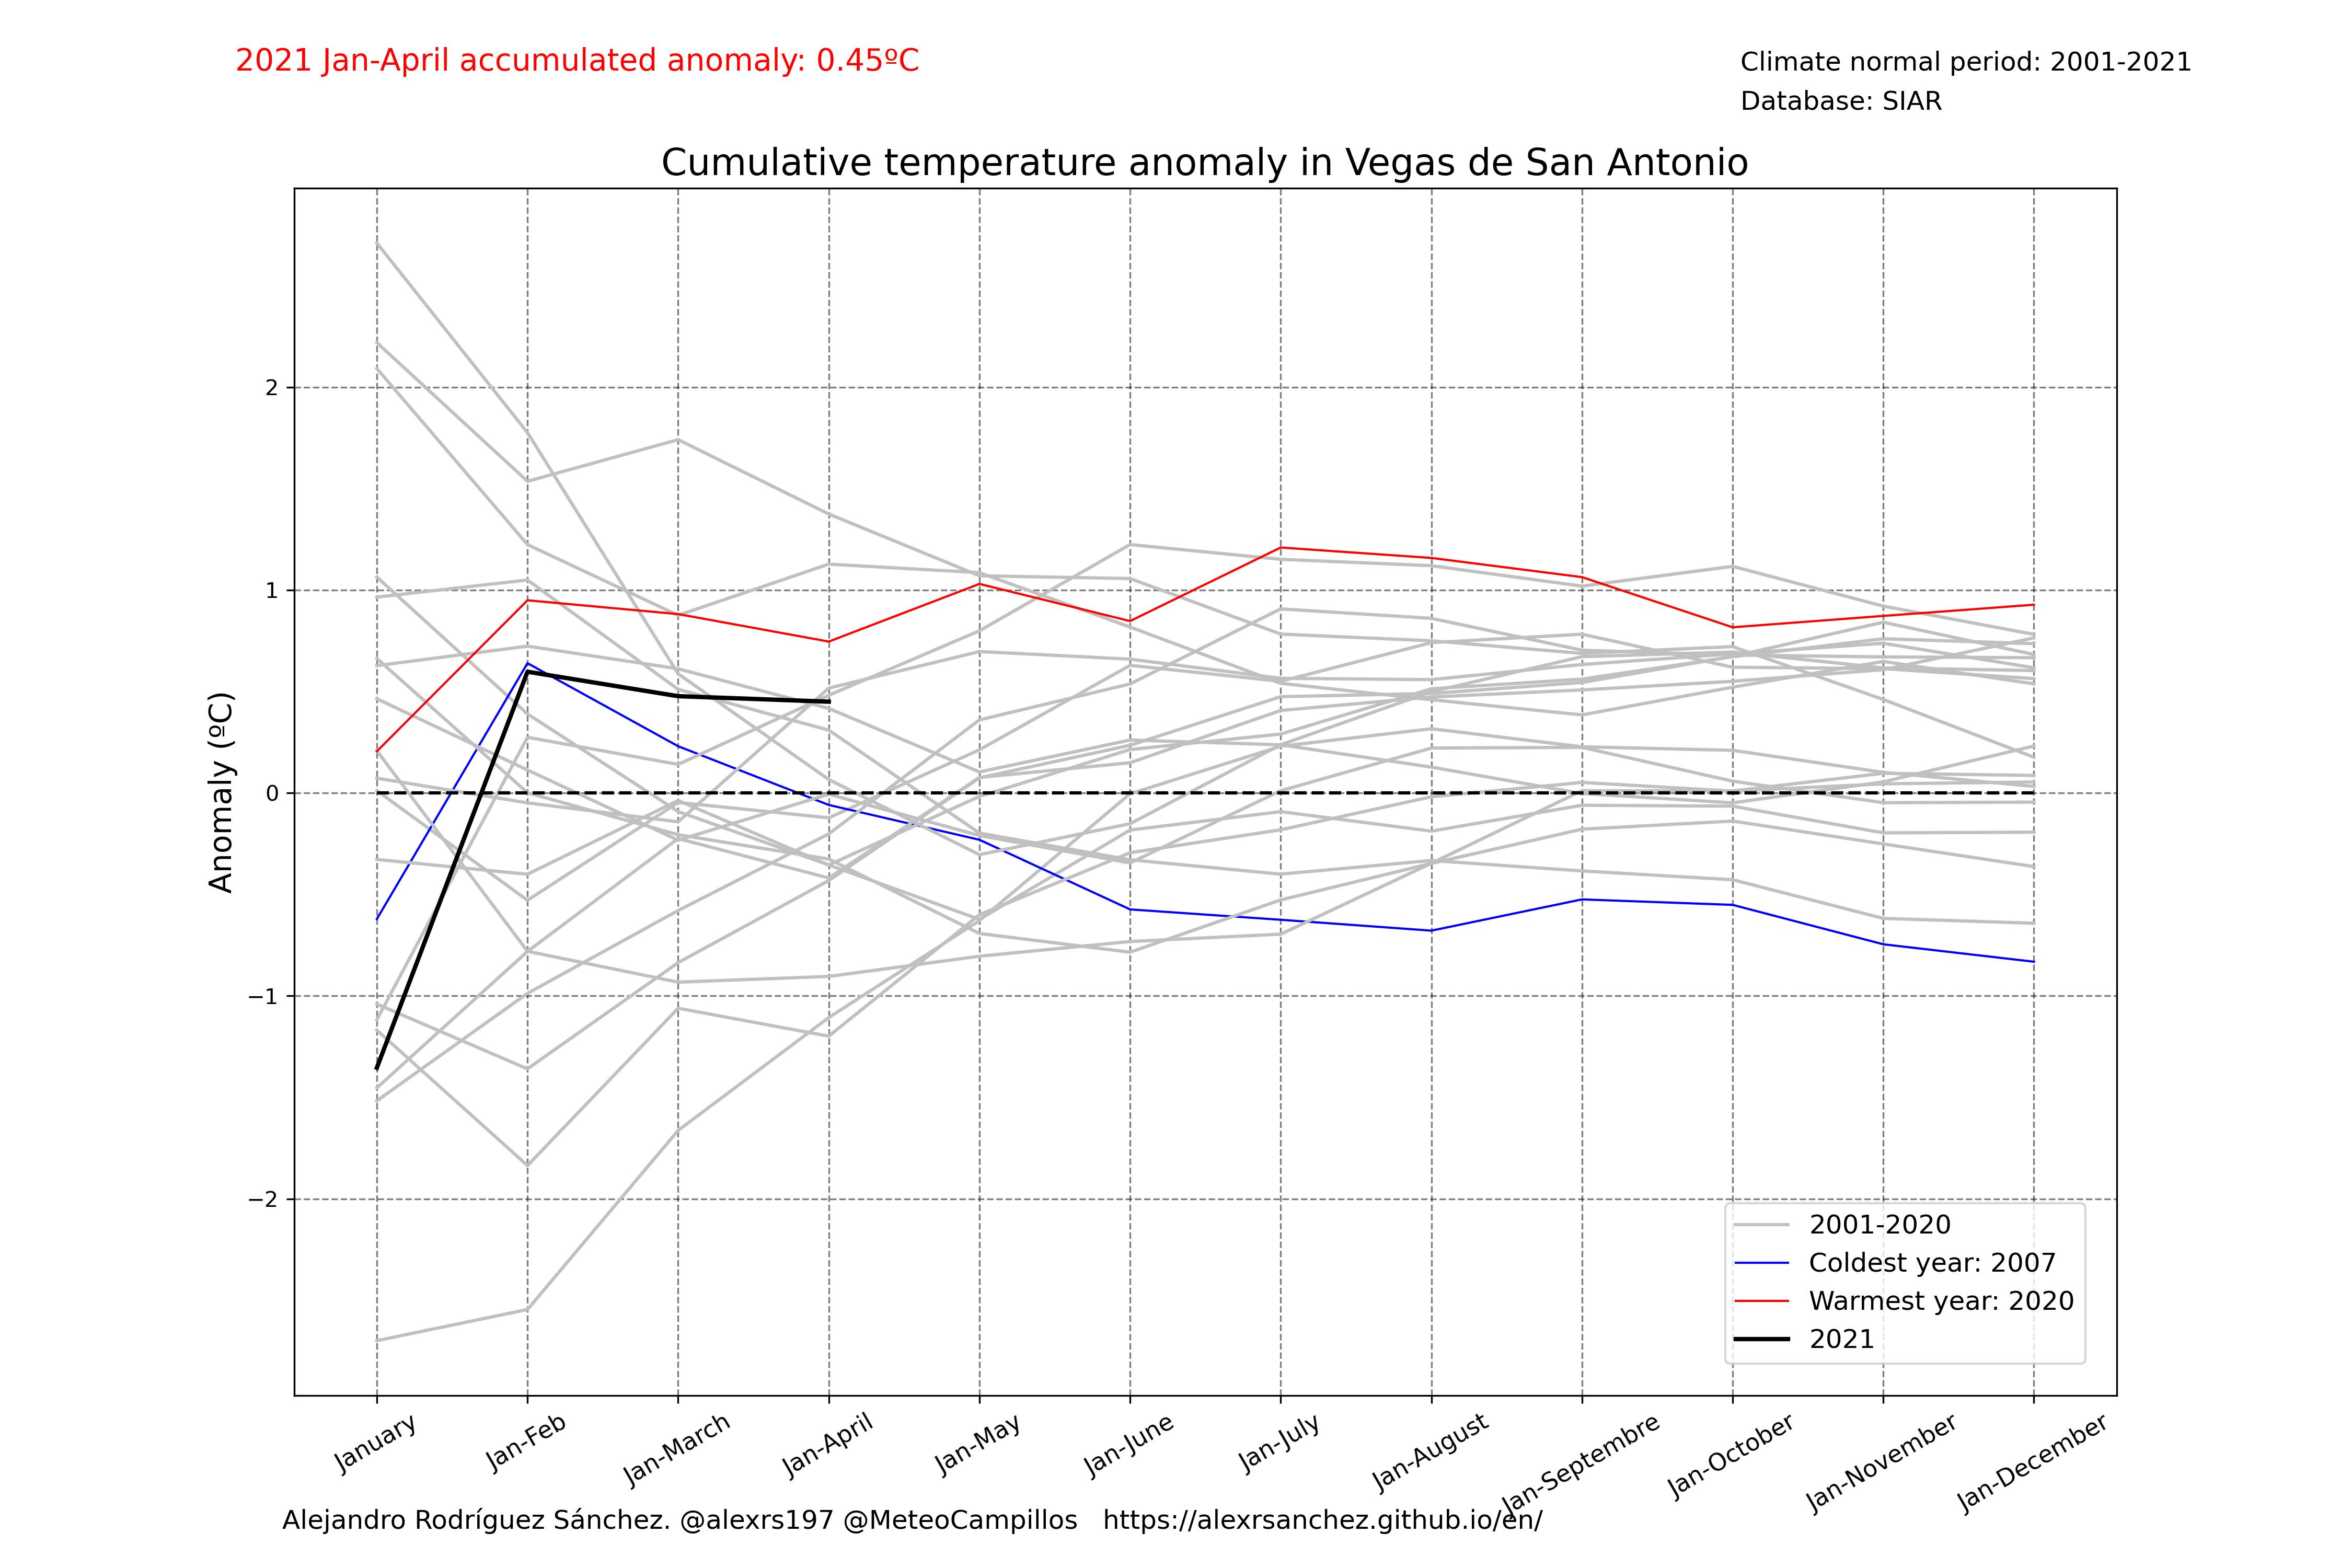 2021 Jan-April accumulated anomaly: 0.45ºC
Climate normal period: 2001-2021
Database: SIAR
Cumulative temperature anomaly in Vegas de San Antonio
Anomaly (ºC)
2
1
0
−1
−2
2001-2020
Coldest year: 2007
Warmest year: 2020
2021
January
Jan-Feb
Jan-March
Jan-April
Jan-May
Jan-June
Jan-July
Jan-August
Jan-Septembre
Jan-October
Jan-November
Jan-December
Alejandro Rodríguez Sánchez. @alexrs197 @MeteoCampillos   https://alexrsanchez.github.io/en/